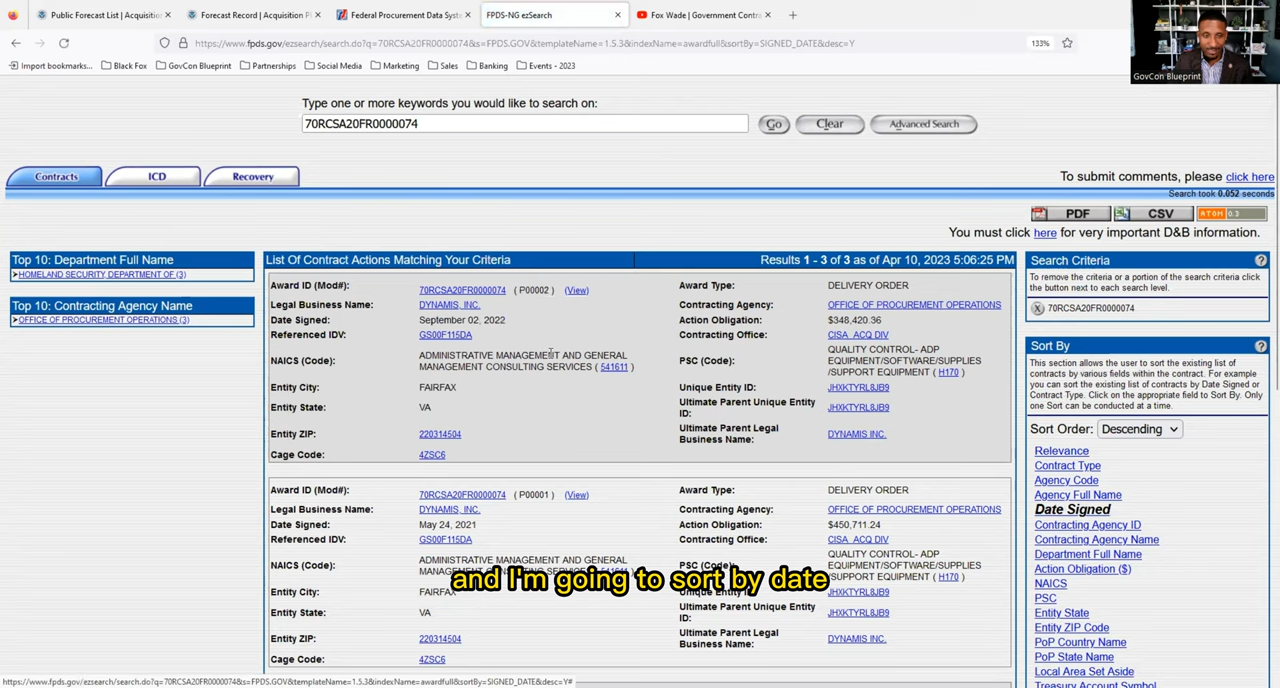 Public Forecast List | Acquisition
Forecast Record | Acquisition P
Federal Procurement Data Syst
FPDS-NG ezSearch
Fox Wade | Government Contra
https://www.fpds.gov/ezsearch/search.do?q=70RCSA20FR0000074&s=FPDS.GOV&templateName=1.5.3&indexName=awardfull&sortBy=SIGNED_DATE&desc=Y
133%
GovCon Blueprint
Import bookmarks...
Black Fox
GovCon Blueprint
Partnerships
Social Media
Marketing
Sales
Banking
Events - 2023
Type one or more keywords you would like to search on:
70RCSA20FR0000074
Go
Clear
Advanced Search
Contracts
ICD
Recovery
To submit comments, please click here
Search took 0.052 seconds
PDF
CSV
ATOM 0.3
You must click here for very important D&B information.
Top 10: Department Full Name
HOMELAND SECURITY, DEPARTMENT OF (3)
Top 10: Contracting Agency Name
OFFICE OF PROCUREMENT OPERATIONS (3)
List Of Contract Actions Matching Your Criteria
Results 1 - 3 of 3 as of Apr 10, 2023 5:06:25 PM
Award ID (Mod#): 70RCSA20FR0000074 ( P00002 ) (View)
Award Type: DELIVERY ORDER
Legal Business Name: DYNAMIS, INC.
Contracting Agency: OFFICE OF PROCUREMENT OPERATIONS
Date Signed: September 02, 2022
Action Obligation: $348,420.36
Referenced IDV: GS00F115DA
Contracting Office: CISA_ACQ DIV
NAICS (Code): ADMINISTRATIVE MANAGEMENT AND GENERAL
MANAGEMENT CONSULTING SERVICES ( 541611 )
PSC (Code): QUALITY CONTROL- ADP
EQUIPMENT/SOFTWARE/SUPPLIES
/SUPPORT EQUIPMENT ( H170 )
Entity City: FAIRFAX
Unique Entity ID: JHXKTYRL8JB9
Entity State: VA
Ultimate Parent Unique Entity
ID: JHXKTYRL8JB9
Entity ZIP: 220314504
Ultimate Parent Legal
Business Name: DYNAMIS INC.
Cage Code: 4ZSC6
Award ID (Mod#): 70RCSA20FR0000074 ( P00001 ) (View)
Award Type: DELIVERY ORDER
Legal Business Name: DYNAMIS, INC.
Contracting Agency: OFFICE OF PROCUREMENT OPERATIONS
Date Signed: May 24, 2021
Action Obligation: $450,711.24
Referenced IDV: GS00F115DA
Contracting Office: CISA_ACQ DIV
NAICS (Code): ADMINISTRATIVE MANAGEMENT AND GENERAL
PSC (Code): QUALITY CONTROL- ADP
EQUIPMENT/SOFTWARE/SUPPLIES
/SUPPORT EQUIPMENT ( H170 )
and I'm going to sort by date
Entity City:
JHXKTYRL8JB9
Entity State: VA
Ultimate Parent Unique Entity
ID: JHXKTYRL8JB9
Entity ZIP: 220314504
Ultimate Parent Legal
Business Name: DYNAMIS INC.
Cage Code: 4ZSC6
Search Criteria
To remove the criteria or a portion of the search criteria click
the button next to each search level.
70RCSA20FR0000074
Sort By
This section allows the user to sort the existing list of
contracts by various fields within the contract. For example
you can sort the existing list of contracts by Date Signed or
Contract Type. Click on the appropriate field to Sort By. Only
one Sort can be conducted at a time.
Sort Order: Descending
Relevance
Contract Type
Agency Code
Agency Full Name
Date Signed
Contracting Agency ID
Contracting Agency Name
Department Full Name
Action Obligation ($)
NAICS
PSC
Entity State
Entity ZIP Code
PoP Country Name
PoP State Name
Local Area Set Aside
Treasury Account Symbol
https://www.fpds.gov/ezsearch/search.do?q=70RCSA20FR0000074&s=FPDS.GOV&templateName=1.5.3&indexName=awardfull&sortBy=SIGNED_DATE&desc=Y#